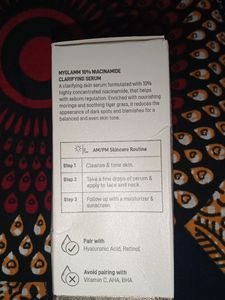 MYGLAMM 10% NIACINAMIDE
CLARIFYING SERUM
A clarifying skin serum formulated with 10%
highly concentrated niacinamide, that helps
with sebum regulation. Enriched with nourishing
moringa and soothing tiger grass, it reduces the
appearance of dark spots and blemishes for a
balanced and even skin tone.
AM/PM Skincare Routine
Step 1 Cleanse & tone skin.
Step 2 Take a few drops of serum &
apply to face and neck.
Step 3 Follow up with a moisturizer &
sunscreen.
Pair with
Hyaluronic Acid, Retinol.
Avoid pairing with
Vitamin C, AHA, BHA.